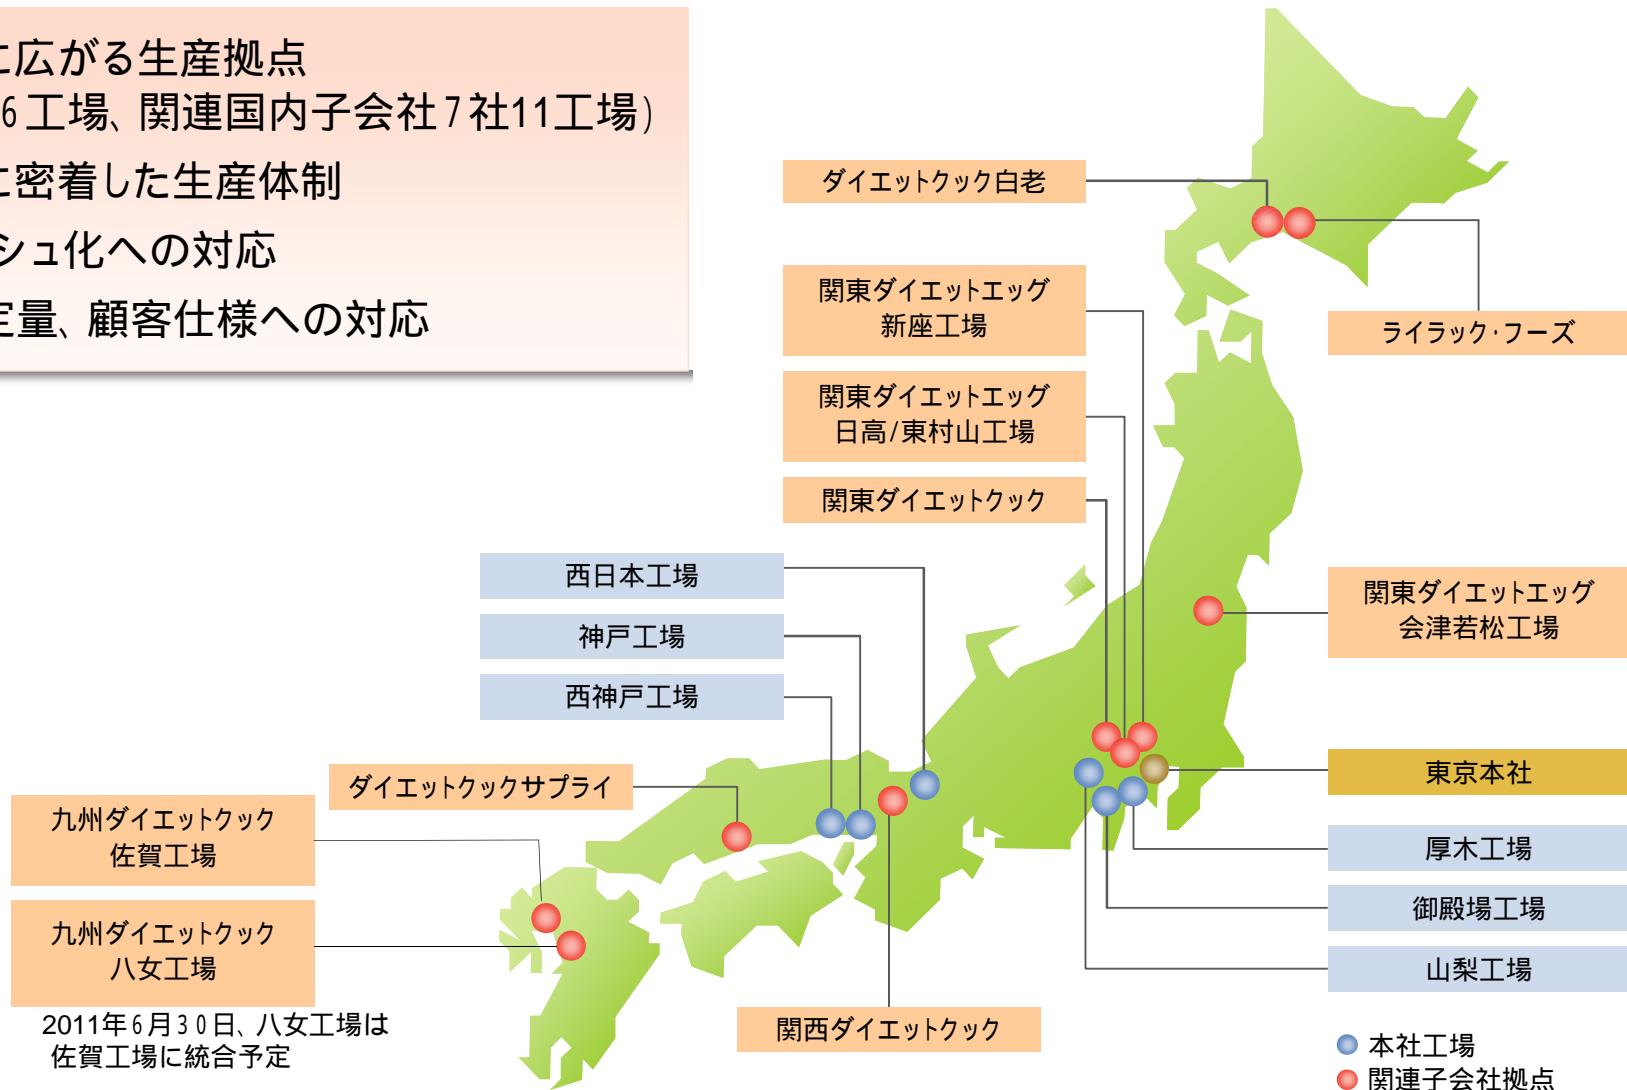 に広がる生産拠点
6工場、関連国内子会社7社11工場)
に密着した生産体制
シュ化への対応
定量、顧客仕様への対応
ダイエットクック白老
関東ダイエットエッグ
新座工場
ライラック・フーズ
関東ダイエットエッグ
日高/東村山工場
関東ダイエットクック
西日本工場
神戸工場
西神戸工場
関東ダイエットエッグ
会津若松工場
ダイエットクックサプライ
東京本社
九州ダイエットクック
佐賀工場
厚木工場
御殿場工場
九州ダイエットクック
八女工場
山梨工場
2011年6月30日、八女工場は
佐賀工場に統合予定
関西ダイエットクック
本社工場
関連子会社拠点